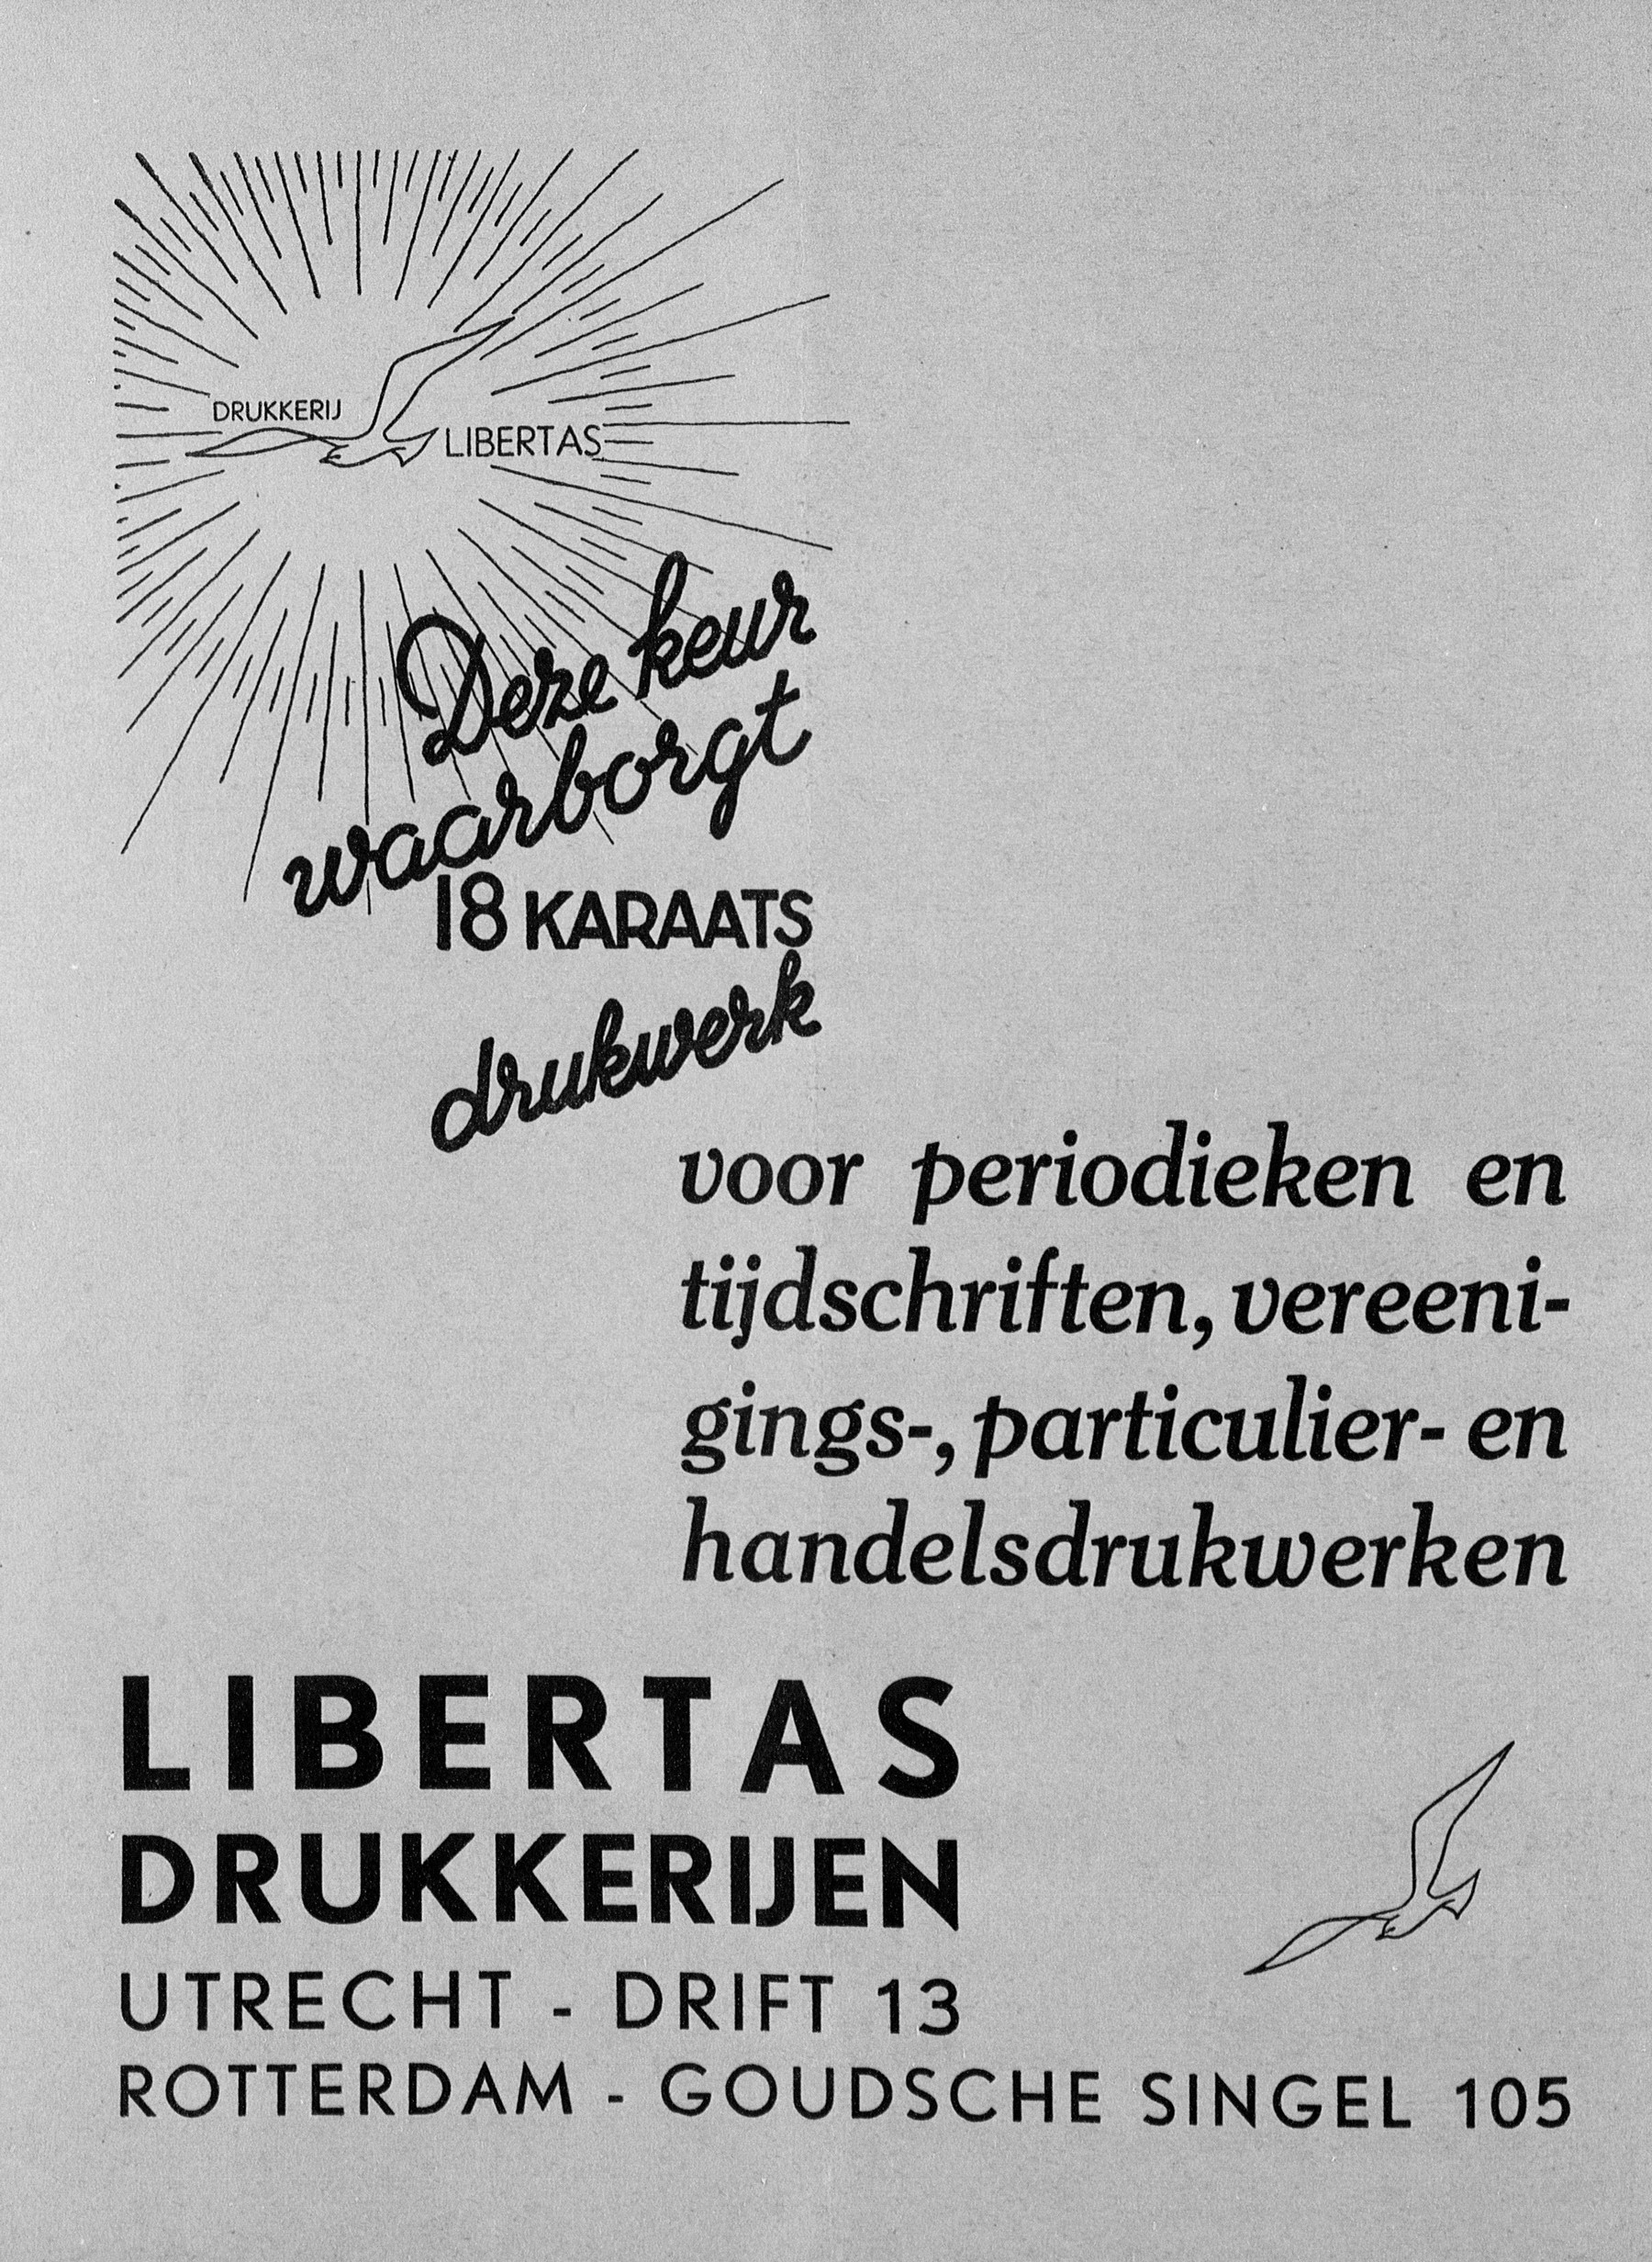 DRUKKERIJ
LIBERTAS
Deze keur
waarborgt
18 KARAATS
drukwerk
voor periodieken en
tijdschriften, vereeni-
gings-, particulier- en
handelsdrukwerken
LIBERTAS
DRUKKERIJEN
UTRECHT - DRIFT 13
ROTTERDAM - GOUDSCHE SINGEL 105